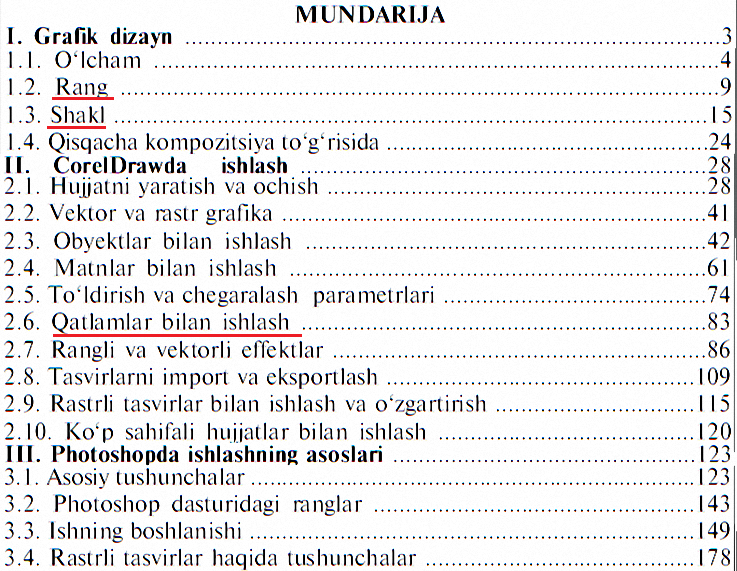 MUNDARIJA
I. Grafik dizayn ........................................ 3
1.1. O‘lcham ........................................ 4
1.2. Rang ........................................ 9
1.3. Shakl ........................................ 15
1.4. Qisqacha kompozitsiya to‘g‘risida ........................................ 24
II. CorelDrawda ishlash ........................................ 28
2.1. Hujjatni yaratish va ochish ........................................ 28
2.2. Vektor va rastr grafika ........................................ 41
2.3. Obyektlar bilan ishlash ........................................ 42
2.4. Matnlar bilan ishlash ........................................ 61
2.5. To‘ldirish va chegaralash parametrlari ........................................ 74
2.6. Qatlamlar bilan ishlash ........................................ 83
2.7. Rangli va vektorli effektlar ........................................ 86
2.8. Tasvirlarni import va eksportlash ........................................ 109
2.9. Rastrli tasvirlar bilan ishlash va o‘zgartirish ........................................ 115
2.10. Ko‘p sahifali hujjatlar bilan ishlash ........................................ 120
III. Photoshopda ishlashning asoslari ........................................ 123
3.1. Asosiy tushunchalar ........................................ 123
3.2. Photoshop dasturidagi ranglar ........................................ 143
3.3. Ishning boshlanishi ........................................ 149
3.4. Rastrli tasvirlar haqida tushunchalar ........................................ 178